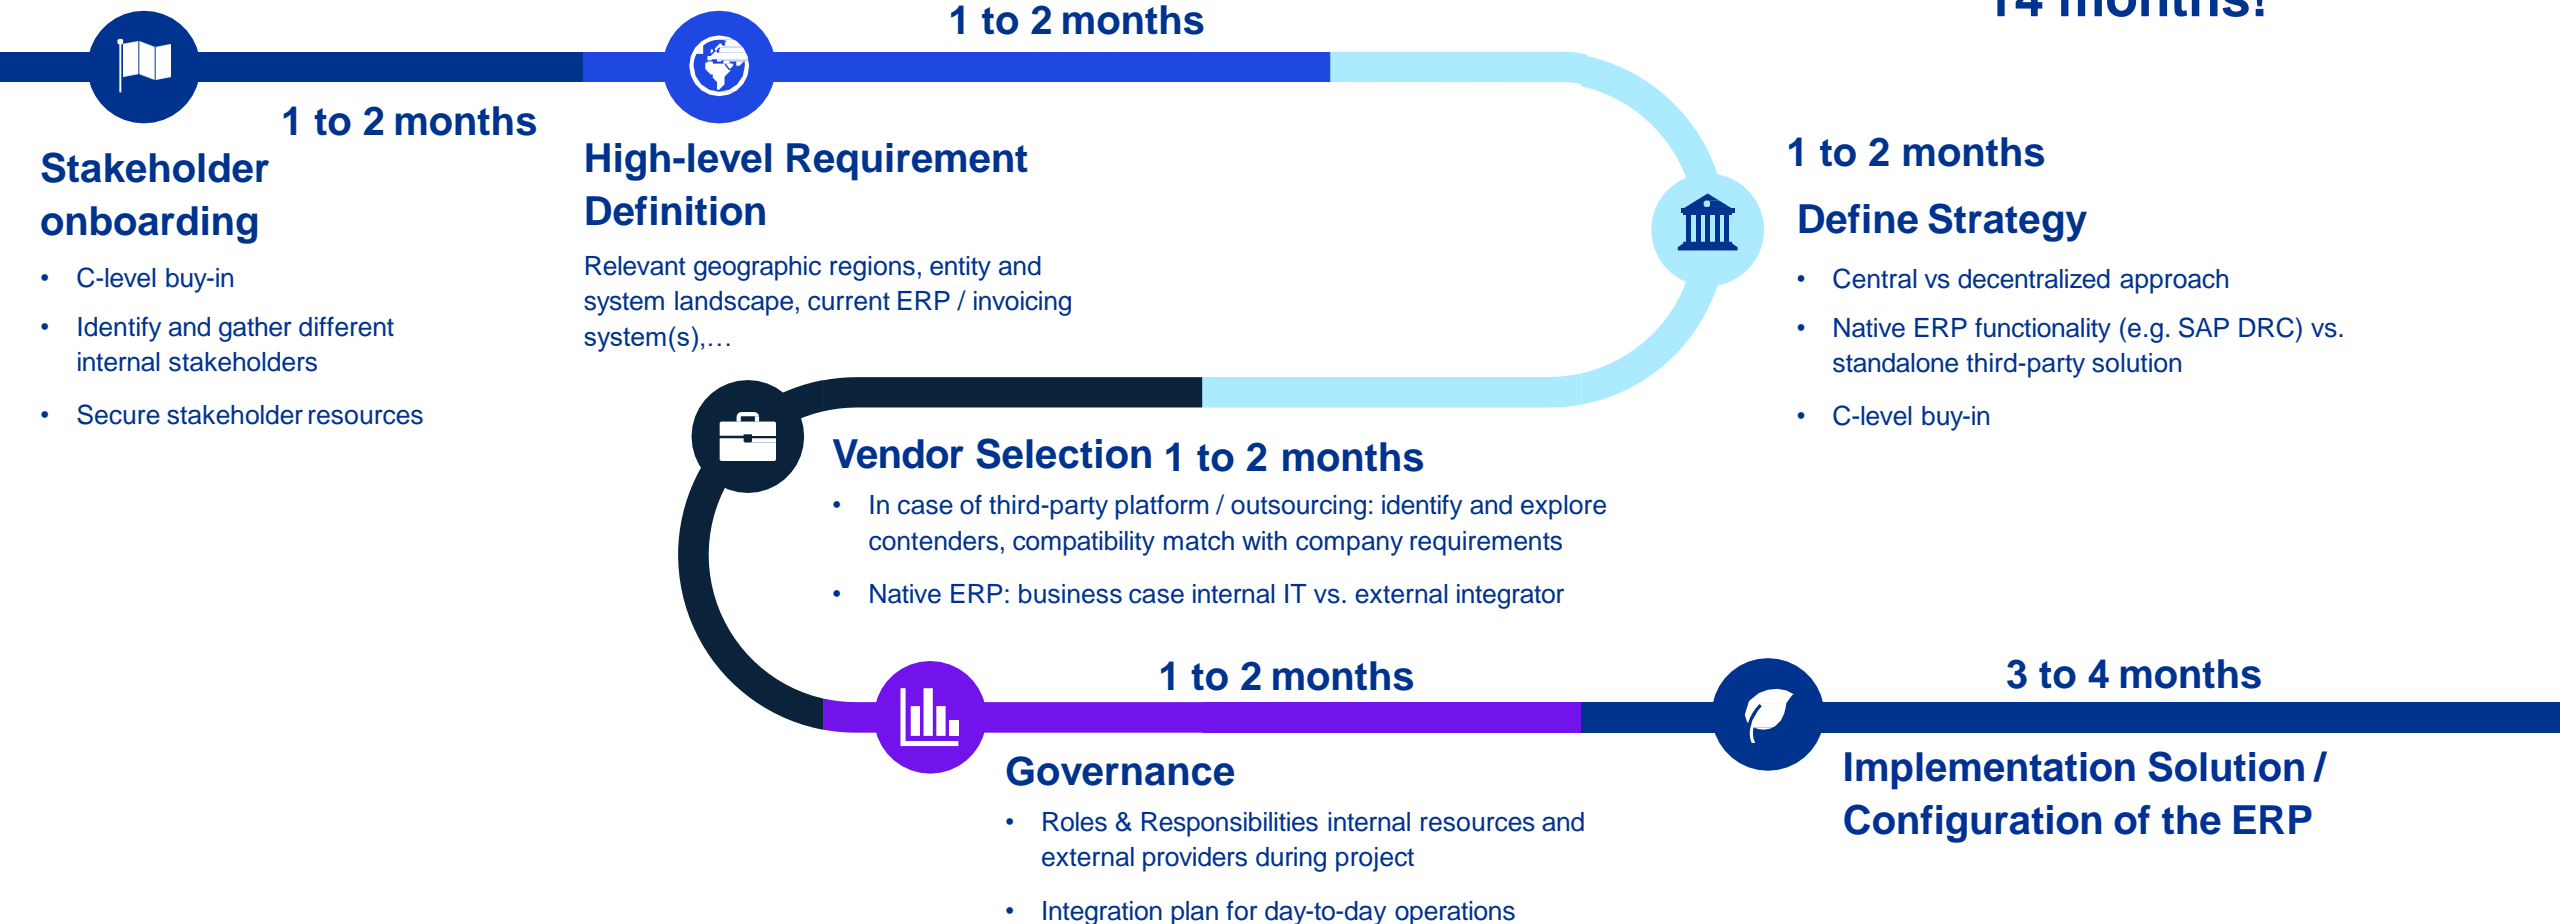 14 months!
1 to 2 months
1 to 2 months
Stakeholder
onboarding
• C-level buy-in
• Identify and gather different
internal stakeholders
• Secure stakeholder resources
High-level Requirement
Definition
Relevant geographic regions, entity and
system landscape, current ERP / invoicing
system(s),…
1 to 2 months
Define Strategy
• Central vs decentralized approach
• Native ERP functionality (e.g. SAP DRC) vs.
standalone third-party solution
• C-level buy-in
Vendor Selection 1 to 2 months
• In case of third-party platform / outsourcing: identify and explore
contenders, compatibility match with company requirements
• Native ERP: business case internal IT vs. external integrator
1 to 2 months
Governance
• Roles & Responsibilities internal resources and
external providers during project
• Integration plan for day-to-day operations
3 to 4 months
Implementation Solution /
Configuration of the ERP